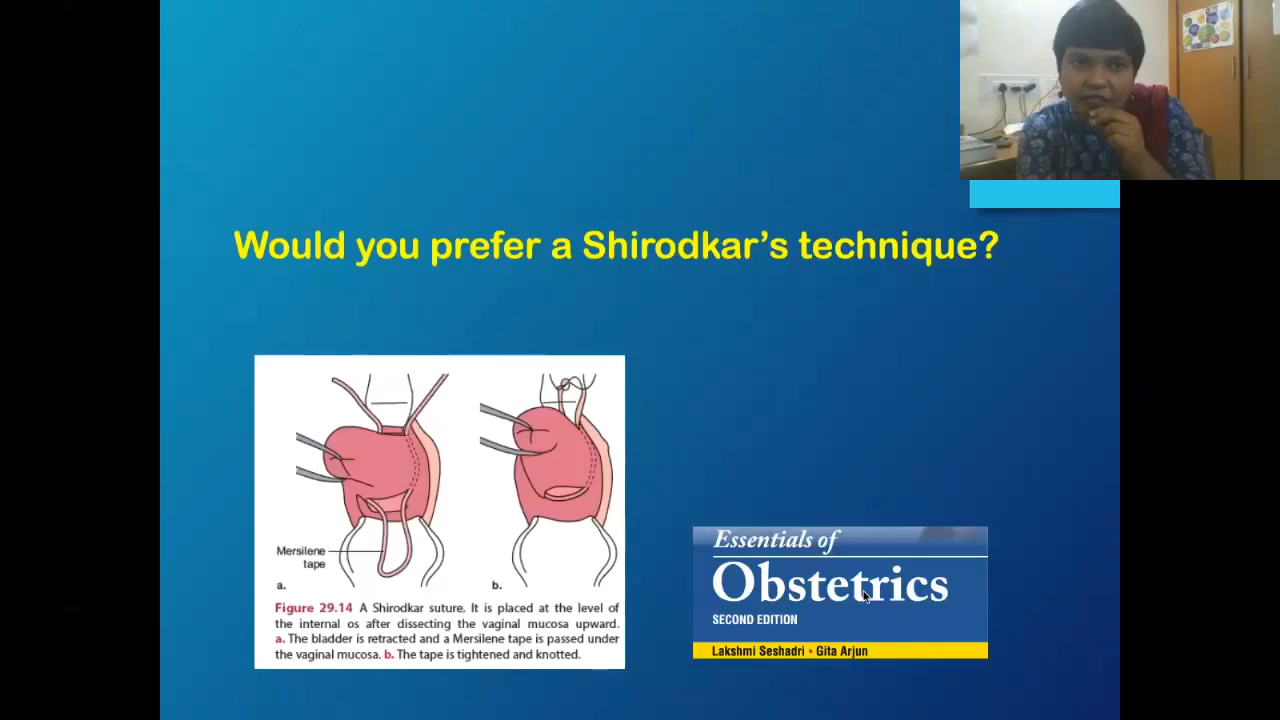 Would you prefer a Shirodkar’s technique?
Mersilene
tape
a.
b.
Figure 29.14 A Shirodkar suture. It is placed at the level of
the internal os after dissecting the vaginal mucosa upward.
a. The bladder is retracted and a Mersilene tape is passed under
the vaginal mucosa. b. The tape is tightened and knotted.
Essentials of
Obstetrics
SECOND EDITION
Lakshmi Seshadri • Gita Arjun